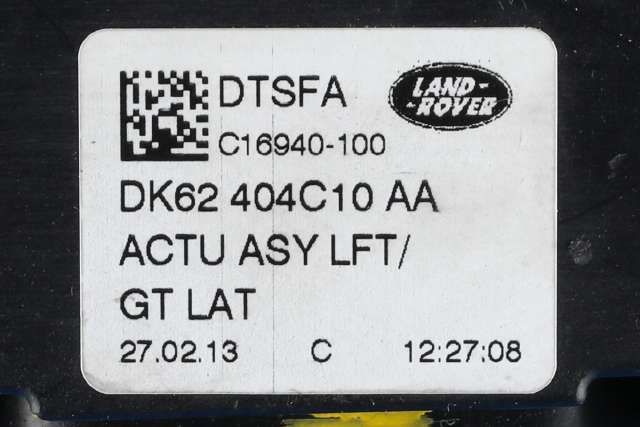 DTSFA
LAND-
-ROVER
C16940-100
DK62 404C10 AA
ACTU ASY LFT/
GT LAT
27.02.13 C 12:27:08